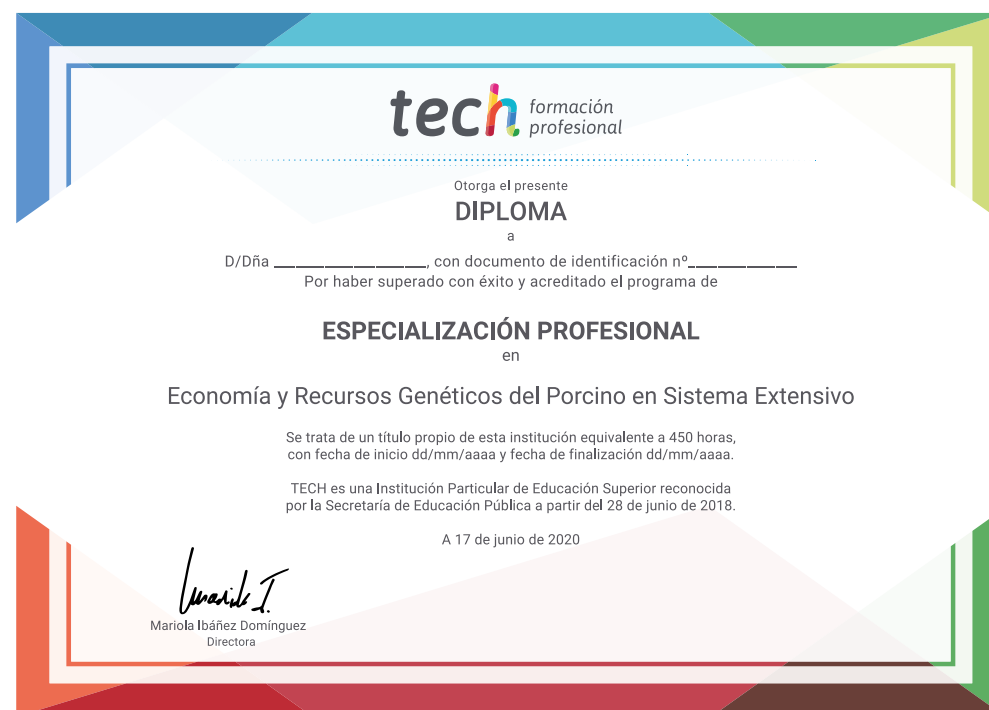 tech formación
profesional
Otorga el presente
DIPLOMA
a
D/Dña ______________, con documento de identificación nº__________
Por haber superado con éxito y acreditado el programa de
ESPECIALIZACIÓN PROFESIONAL
en
Economía y Recursos Genéticos del Porcino en Sistema Extensivo
Se trata de un título propio de esta institución equivalente a 450 horas,
con fecha de inicio dd/mm/aaaa y fecha de finalización dd/mm/aaaa.
TECH es una Institución Particular de Educación Superior reconocida
por la Secretaría de Educación Pública a partir del 28 de junio de 2018.
A 17 de junio de 2020
Mariola Ibáñez Domínguez
Directora